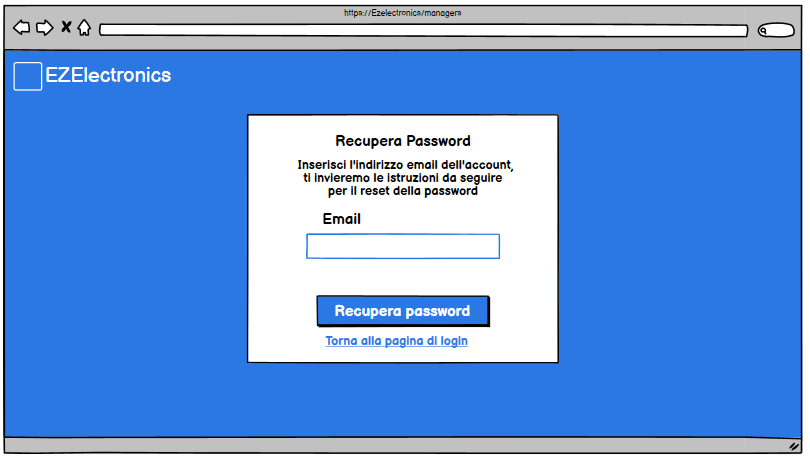 https://Ezelectronics/managers
EZElectronics
Recupera Password
Inserisci l'indirizzo email dell'account,
ti invieremo le istruzioni da seguire
per il reset della password
Email
Recupera password
Torna alla pagina di login